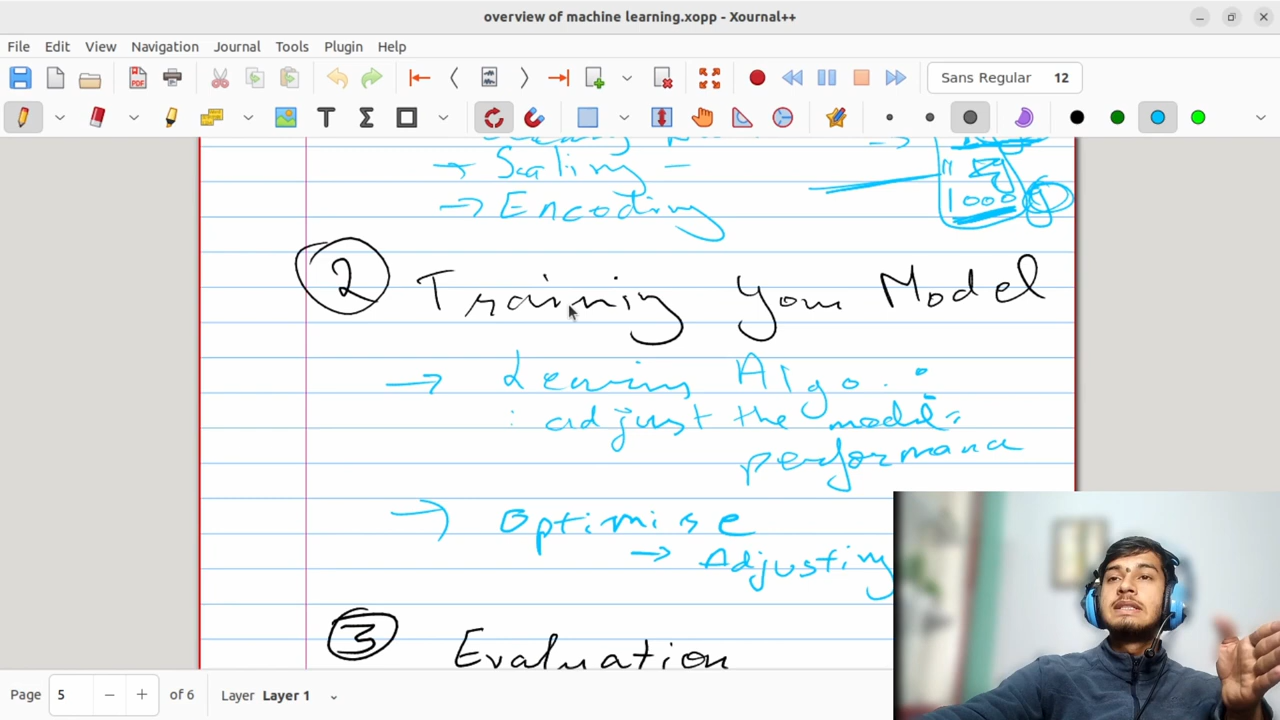 overview of machine learning.xopp - Xournal++
File Edit View Navigation Journal Tools Plugin Help
Sans Regular 12
→ Scaling -
→ Encoding
1000
2 Training Your Model
→ Learning Algo. :
: adjust the model's
performance
→ Optimise
→ Adjusting
3 Evaluation
Page 5 of 6 Layer Layer 1